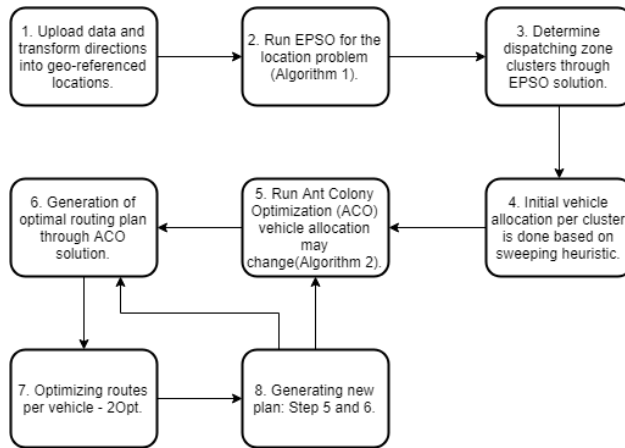 1. Upload data and
transform directions
into geo-referenced
locations.
2. Run EPSO for the
location problem
(Algorithm 1).
3. Determine
dispatching zone
clusters through
EPSO solution.
4. Initial vehicle
allocation per cluster
is done based on
sweeping heuristic.
5. Run Ant Colony
Optimization (ACO)
vehicle allocation
may
change(Algorithm 2).
6. Generation of
optimal routing plan
through ACO
solution.
7. Optimizing routes
per vehicle - 2Opt.
8. Generating new
plan: Step 5 and 6.